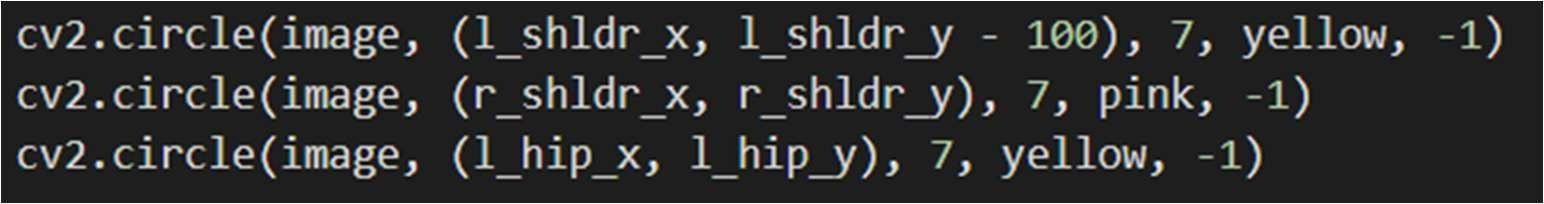 cv2.circle(image, (l_shldr_x, l_shldr_y - 100), 7, yellow, -1)
cv2.circle(image, (r_shldr_x, r_shldr_y), 7, pink, -1)
cv2.circle(image, (l_hip_x, l_hip_y), 7, yellow, -1)